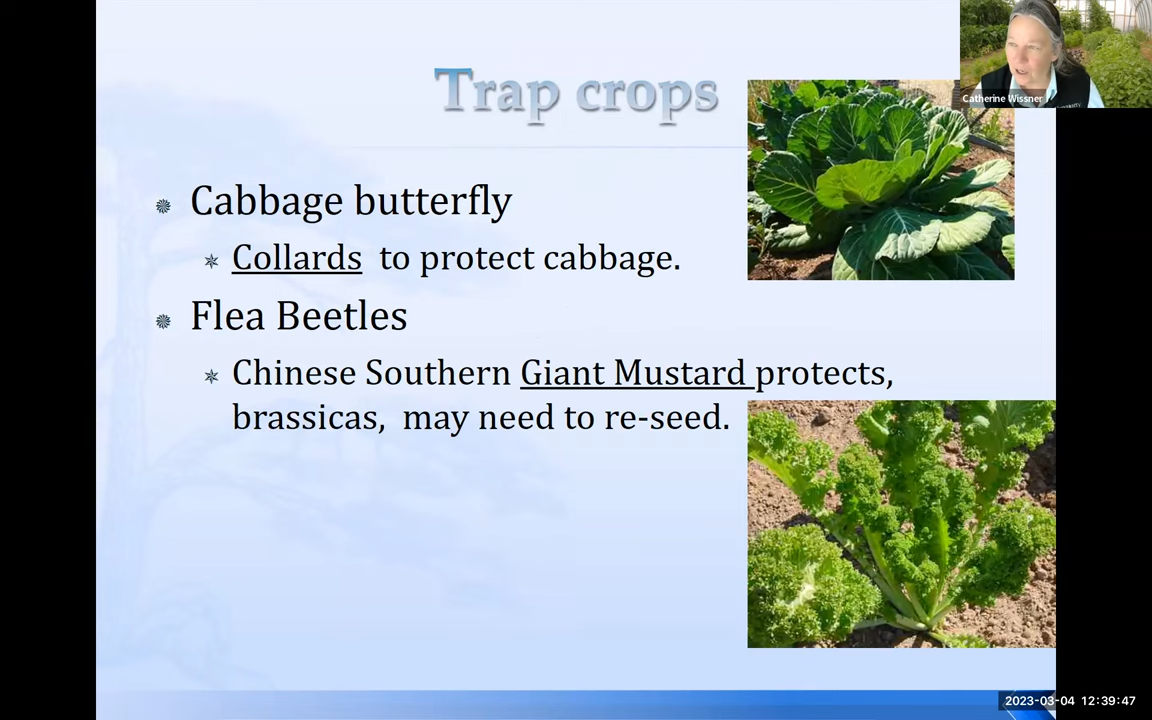 Trap crops
Catherine Wissner
Cabbage butterfly
Collards to protect cabbage.
Flea Beetles
Chinese Southern Giant Mustard protects,
brassicas, may need to re-seed.
2023-03-04 12:39:47